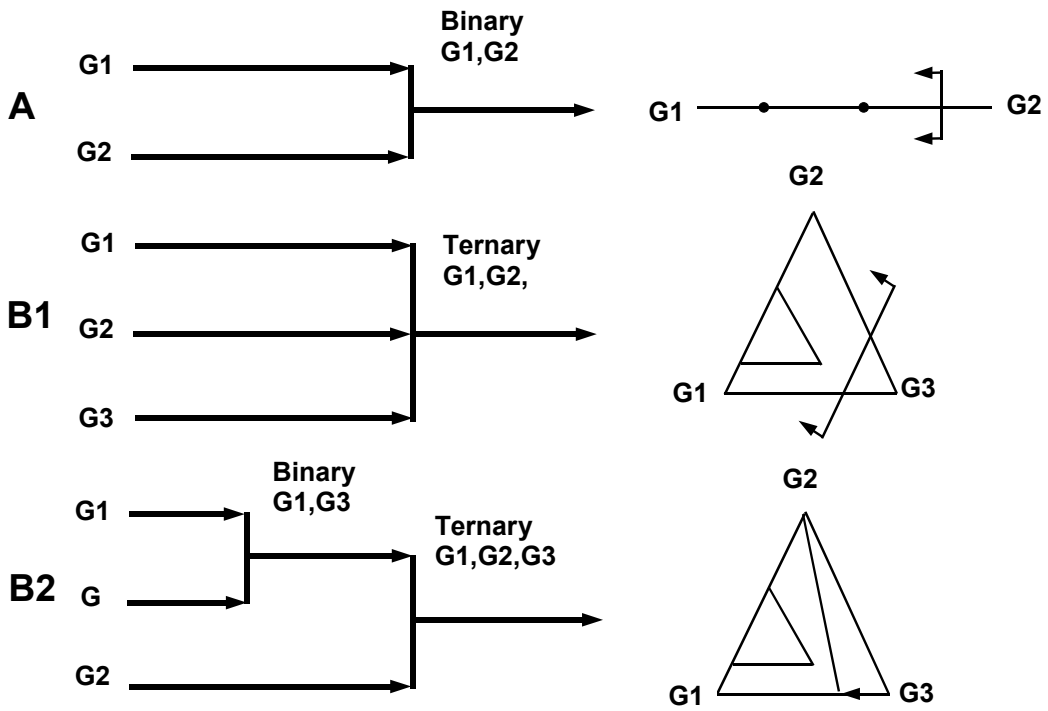 Binary
G1,G2
G1
A
G2
G1
G2
G2
G1
Ternary
G1,G2,
B1
G2
G3
G1
G3
Binary
G1,G3
G2
G1
Ternary
G1,G2,G3
B2
G
G2
G1
G3